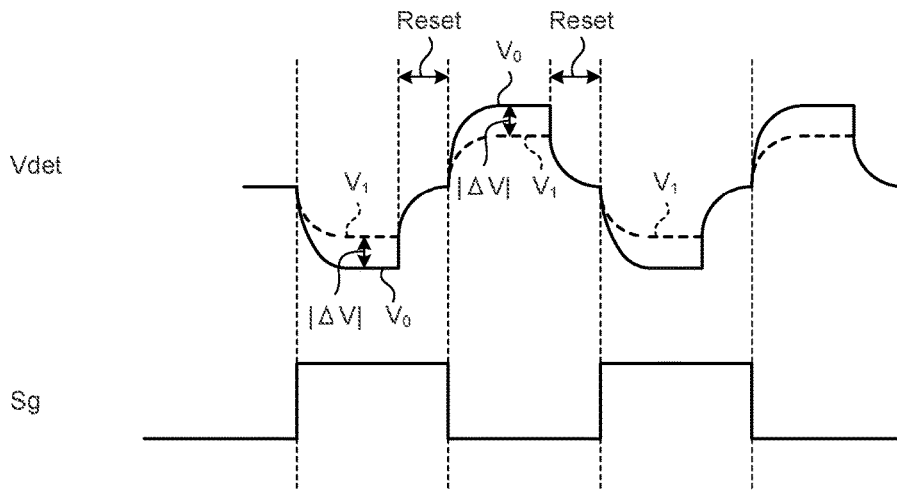 Reset
Reset
V₀
Vdet
V₁
|ΔV|
V₁
V₁
|ΔV|
V₀
Sg